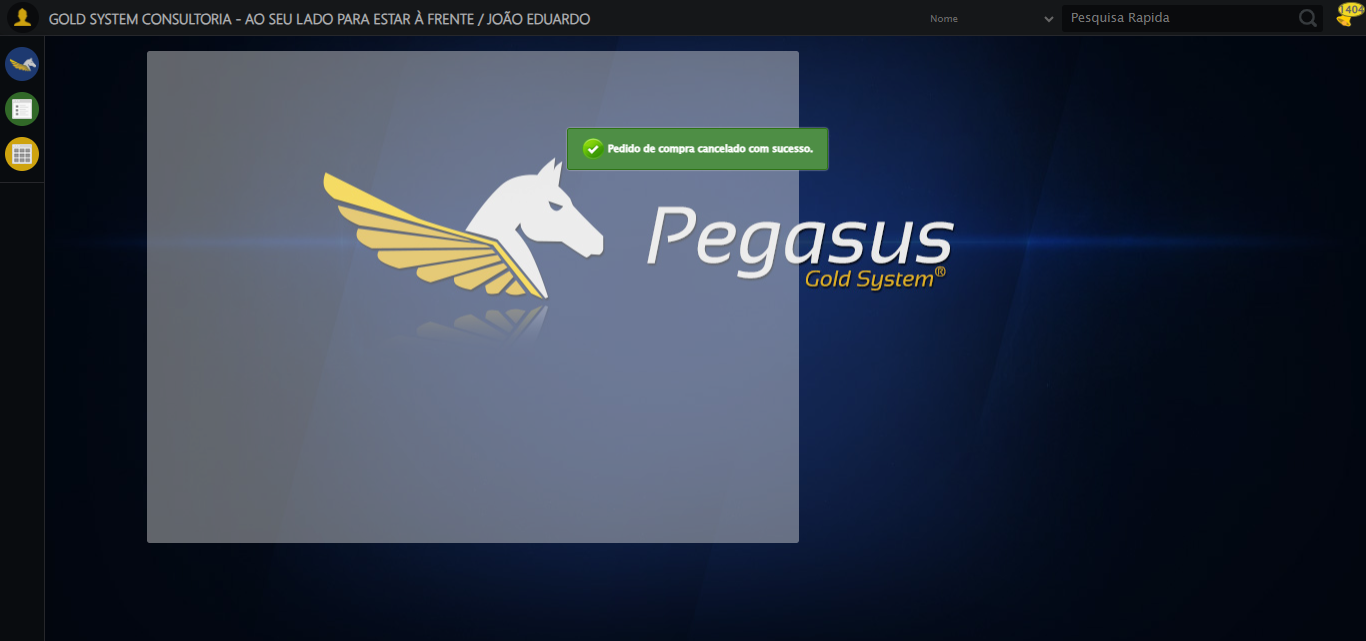 GOLD SYSTEM CONSULTORIA - AO SEU LADO PARA ESTAR À FRENTE / JOÃO EDUARDO
Nome
Pesquisa Rapida
1404
Pedido de compra cancelado com sucesso.
Pegasus
Gold System®